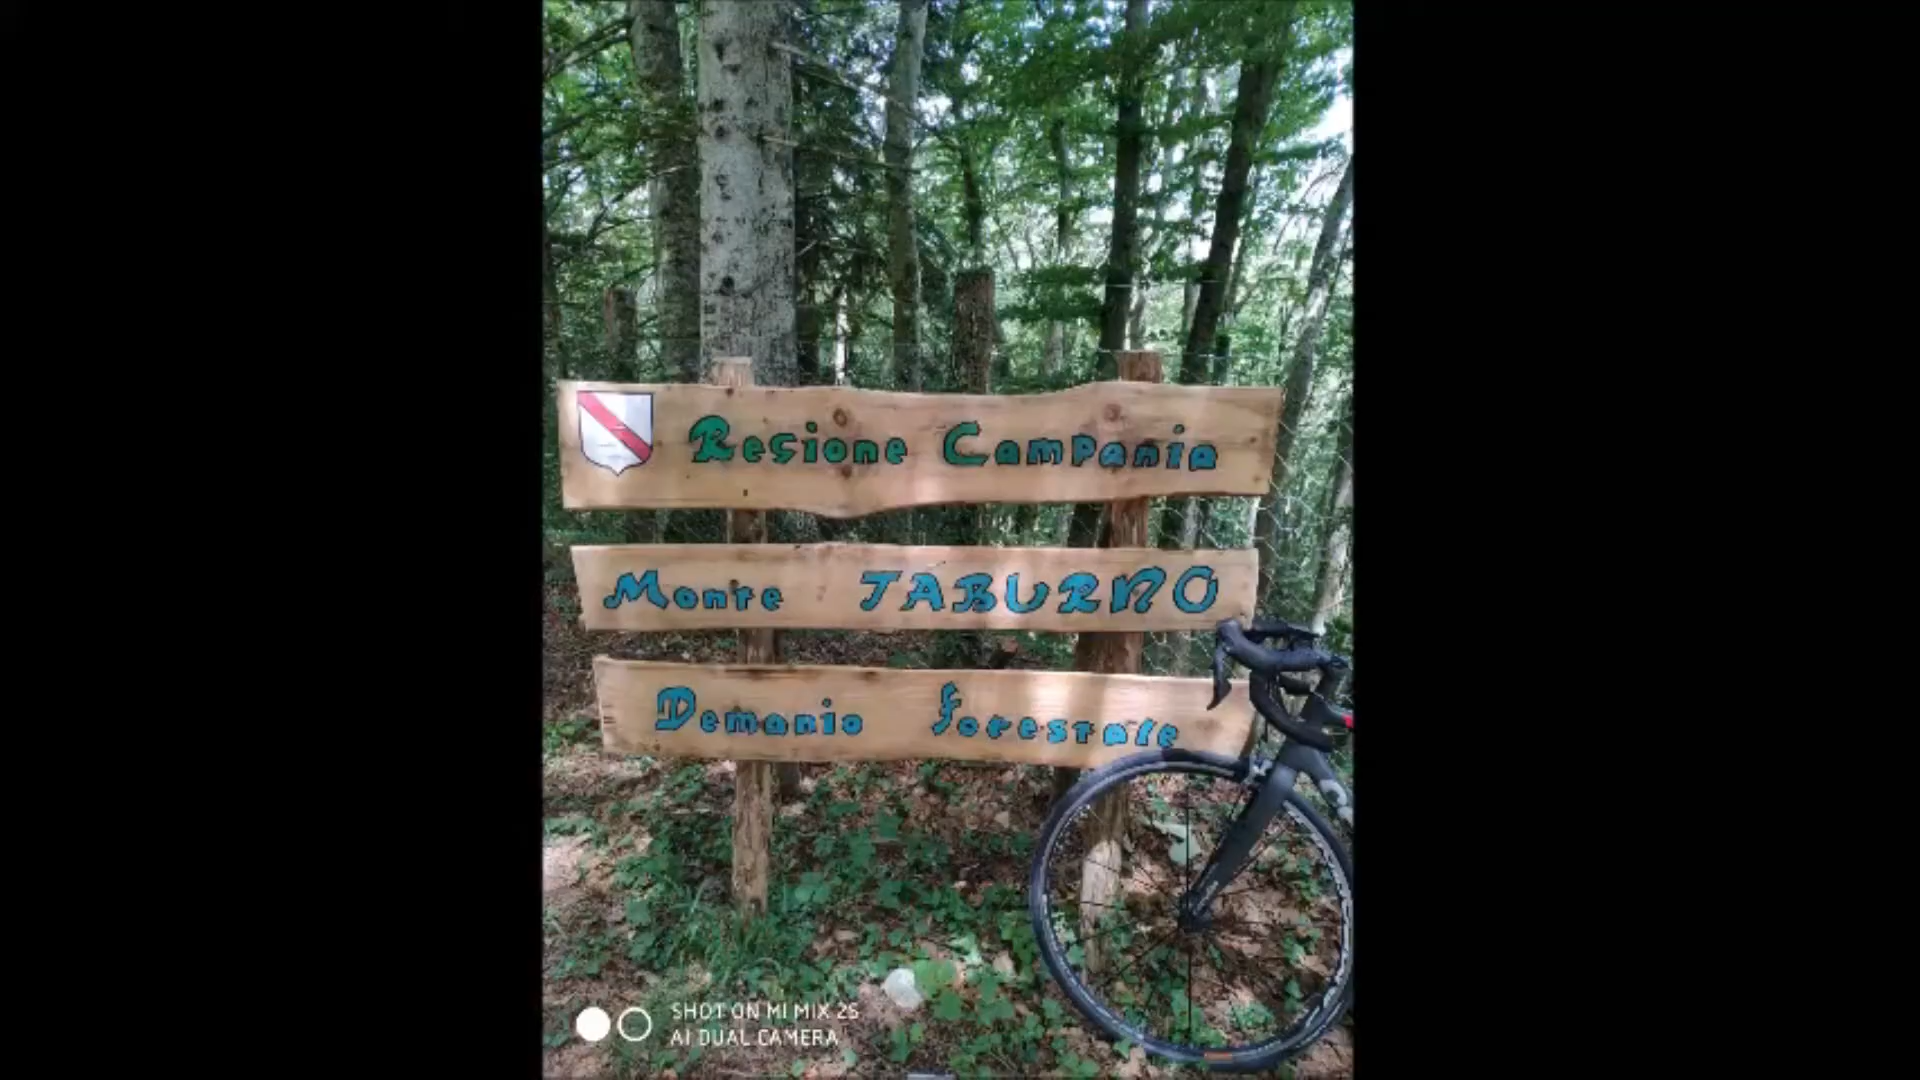 Regione Campania
Monte TABURNO
Demanio forestale
SHOT ON MI MIX 2S
AI DUAL CAMERA